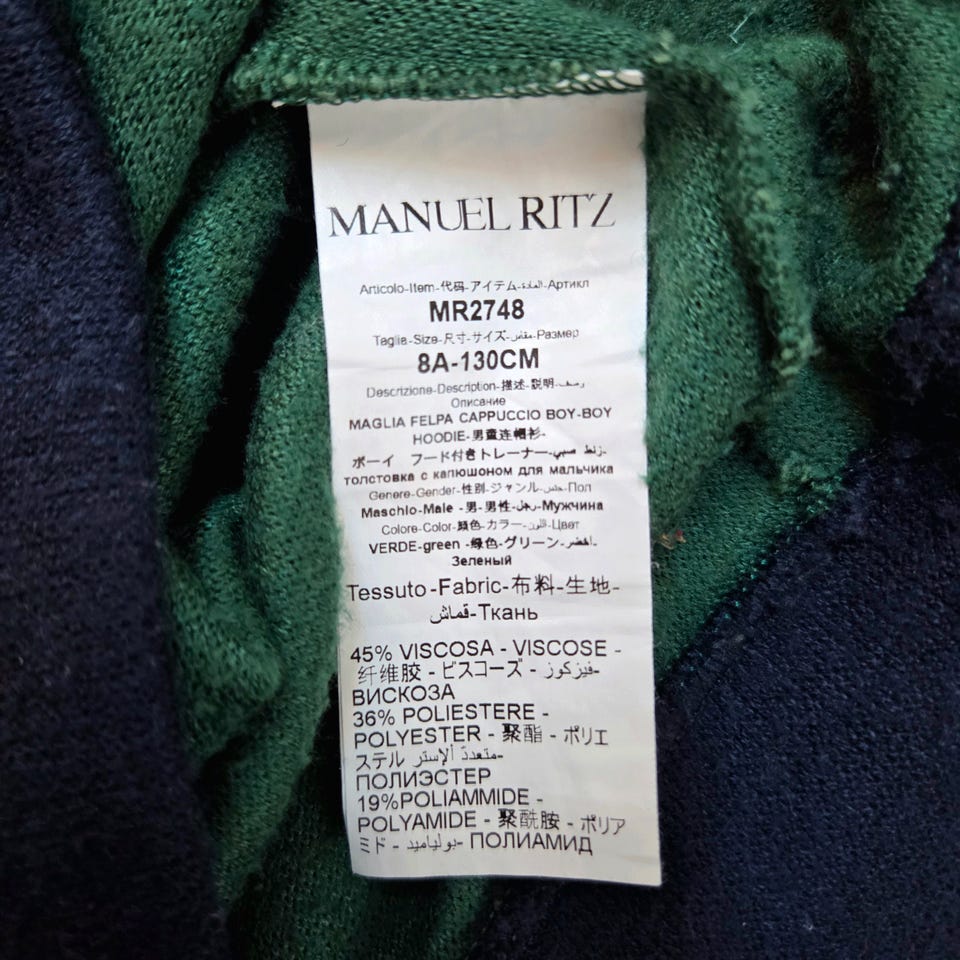 MANUEL RITZ
Articolo-Item-代码-アイテム-المادة-Артикл
MR2748
Taglia-Size-尺寸-サイズ-مقاس-Размер
8A-130CM
Descrizione-Description-描述-説明-وصف-
Описание
MAGLIA FELPA CAPPUCCIO BOY-BOY
HOODIE-男童连帽衫-
ボーイ フード付きトレーナー-زنط صبي-
толстовка с капюшоном для мальчика
Genere-Gender-性别-ジャンル-جنس-Пол
Maschio-Male -男-男性-رجل-Мужчина
Colore-Color-颜色-カラー-اللون-Цвет
VERDE-green -绿色-グリーン-أخضر-
Зеленый
Tessuto-Fabric-布料-生地-
قماش-Ткань
45% VISCOSA - VISCOSE -
纤维胶 - ビスコーズ - فيزكوز-
ВИСКОЗА
36% POLIESTERE -
POLYESTER - 聚酯 - ポリエ
ステル -متعددّ الإستر-
ПОЛИЭСТЕР
19%POLIAMMIDE -
POLYAMIDE - 聚酰胺 - ポリア
ミド - بولياميد- ПОЛИАМИД